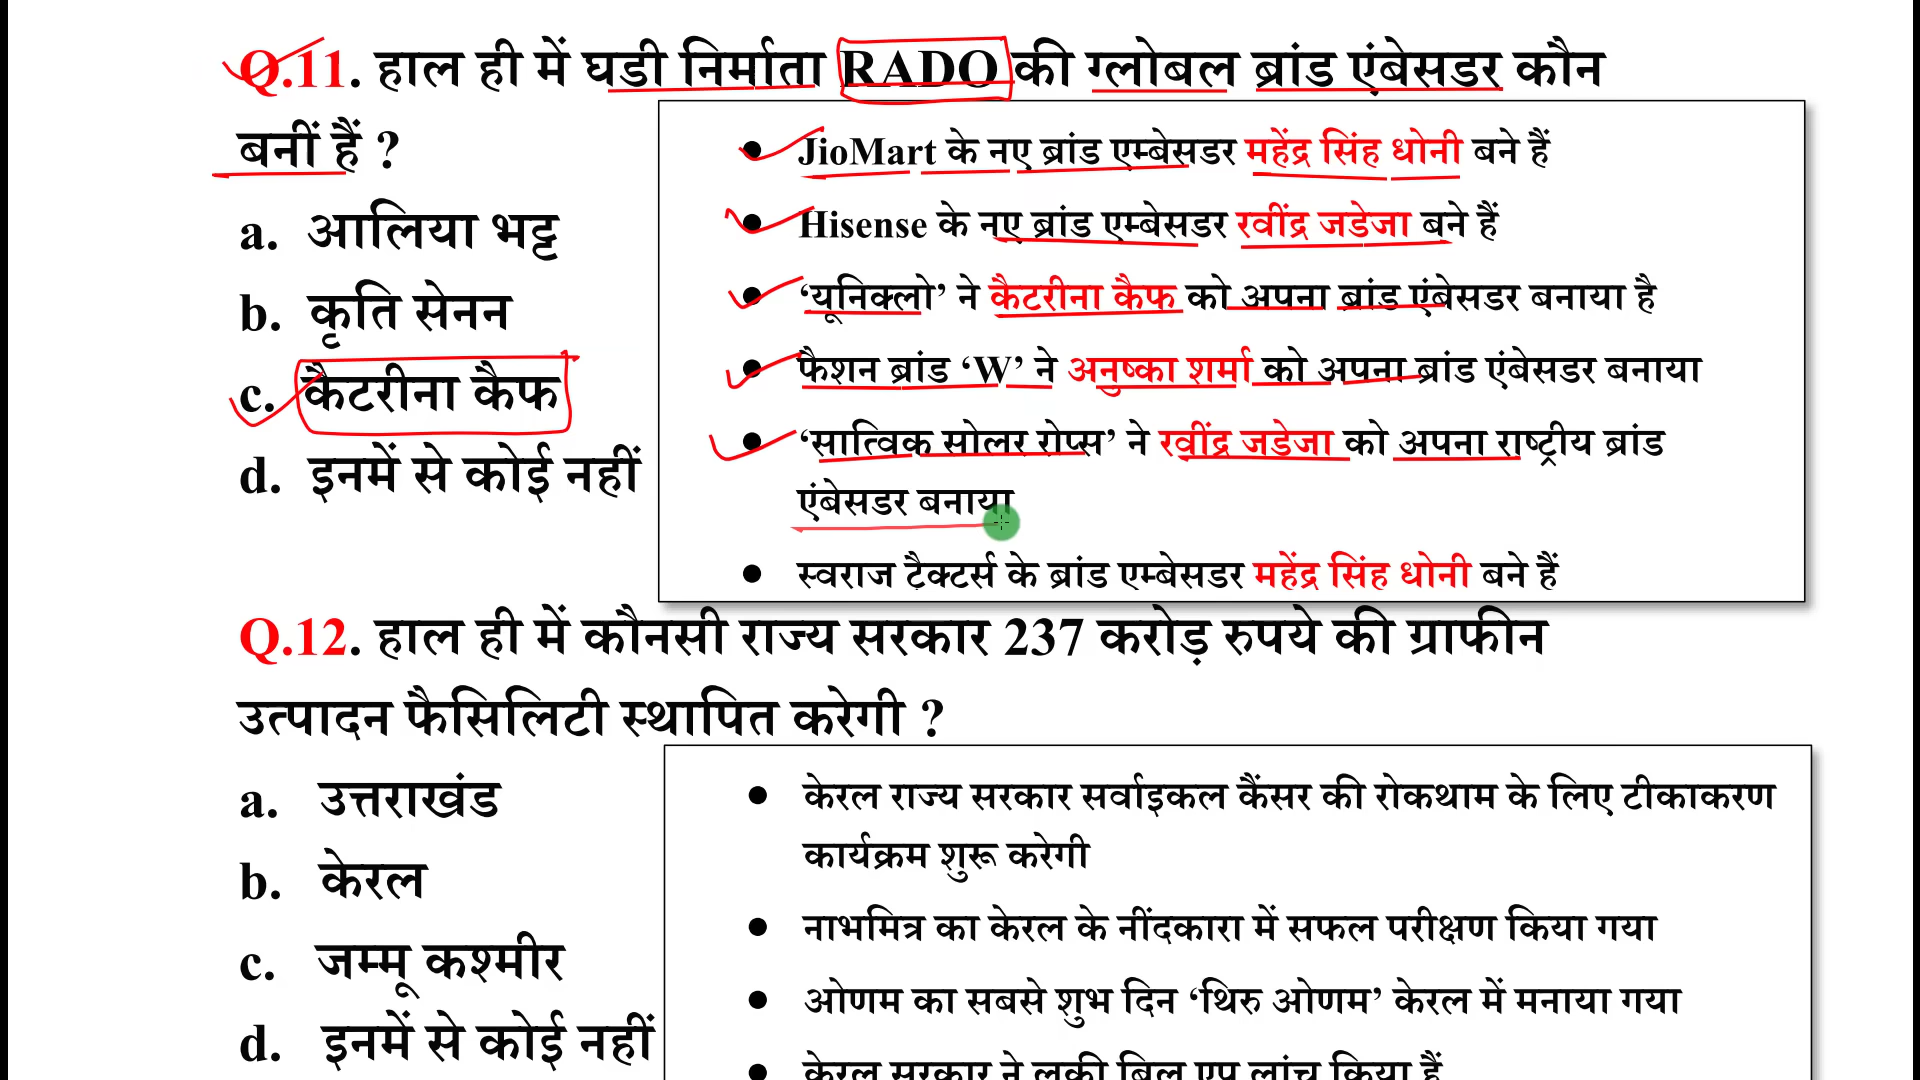 Q.11. हाल ही में घडी निर्माता RADO की ग्लोबल ब्रांड एंबेसडर कौन
बनीं हैं ?
a. आलिया भट्ट
b. कृति सेनन
c. कैटरीना कैफ
d. इनमें से कोई नहीं
• JioMart के नए ब्रांड एम्बेसडर महेंद्र सिंह धोनी बने हैं
• Hisense के नए ब्रांड एम्बेसडर रवींद्र जडेजा बने हैं
• ‘यूनिक्लो’ ने कैटरीना कैफ को अपना ब्रांड एंबेसडर बनाया है
• फैशन ब्रांड ‘W’ ने अनुष्का शर्मा को अपना ब्रांड एंबेसडर बनाया
• ‘सात्विक सोलर रोप्स’ ने रवींद्र जडेजा को अपना राष्ट्रीय ब्रांड
एंबेसडर बनाया
• स्वराज ट्रैक्टर्स के ब्रांड एम्बेसडर महेंद्र सिंह धोनी बने हैं
Q.12. हाल ही में कौनसी राज्य सरकार 237 करोड़ रुपये की ग्राफीन
उत्पादन फैसिलिटी स्थापित करेगी ?
a. उत्तराखंड
b. केरल
c. जम्मू कश्मीर
d. इनमें से कोई नहीं
• केरल राज्य सरकार सर्वाइकल कैंसर की रोकथाम के लिए टीकाकरण
कार्यक्रम शुरू करेगी
• नाभमित्र का केरल के नींदकारा में सफल परीक्षण किया गया
• ओणम का सबसे शुभ दिन ‘थिरु ओणम’ केरल में मनाया गया
• केरल सरकार ने लकी बिल एप लांच किया हैं